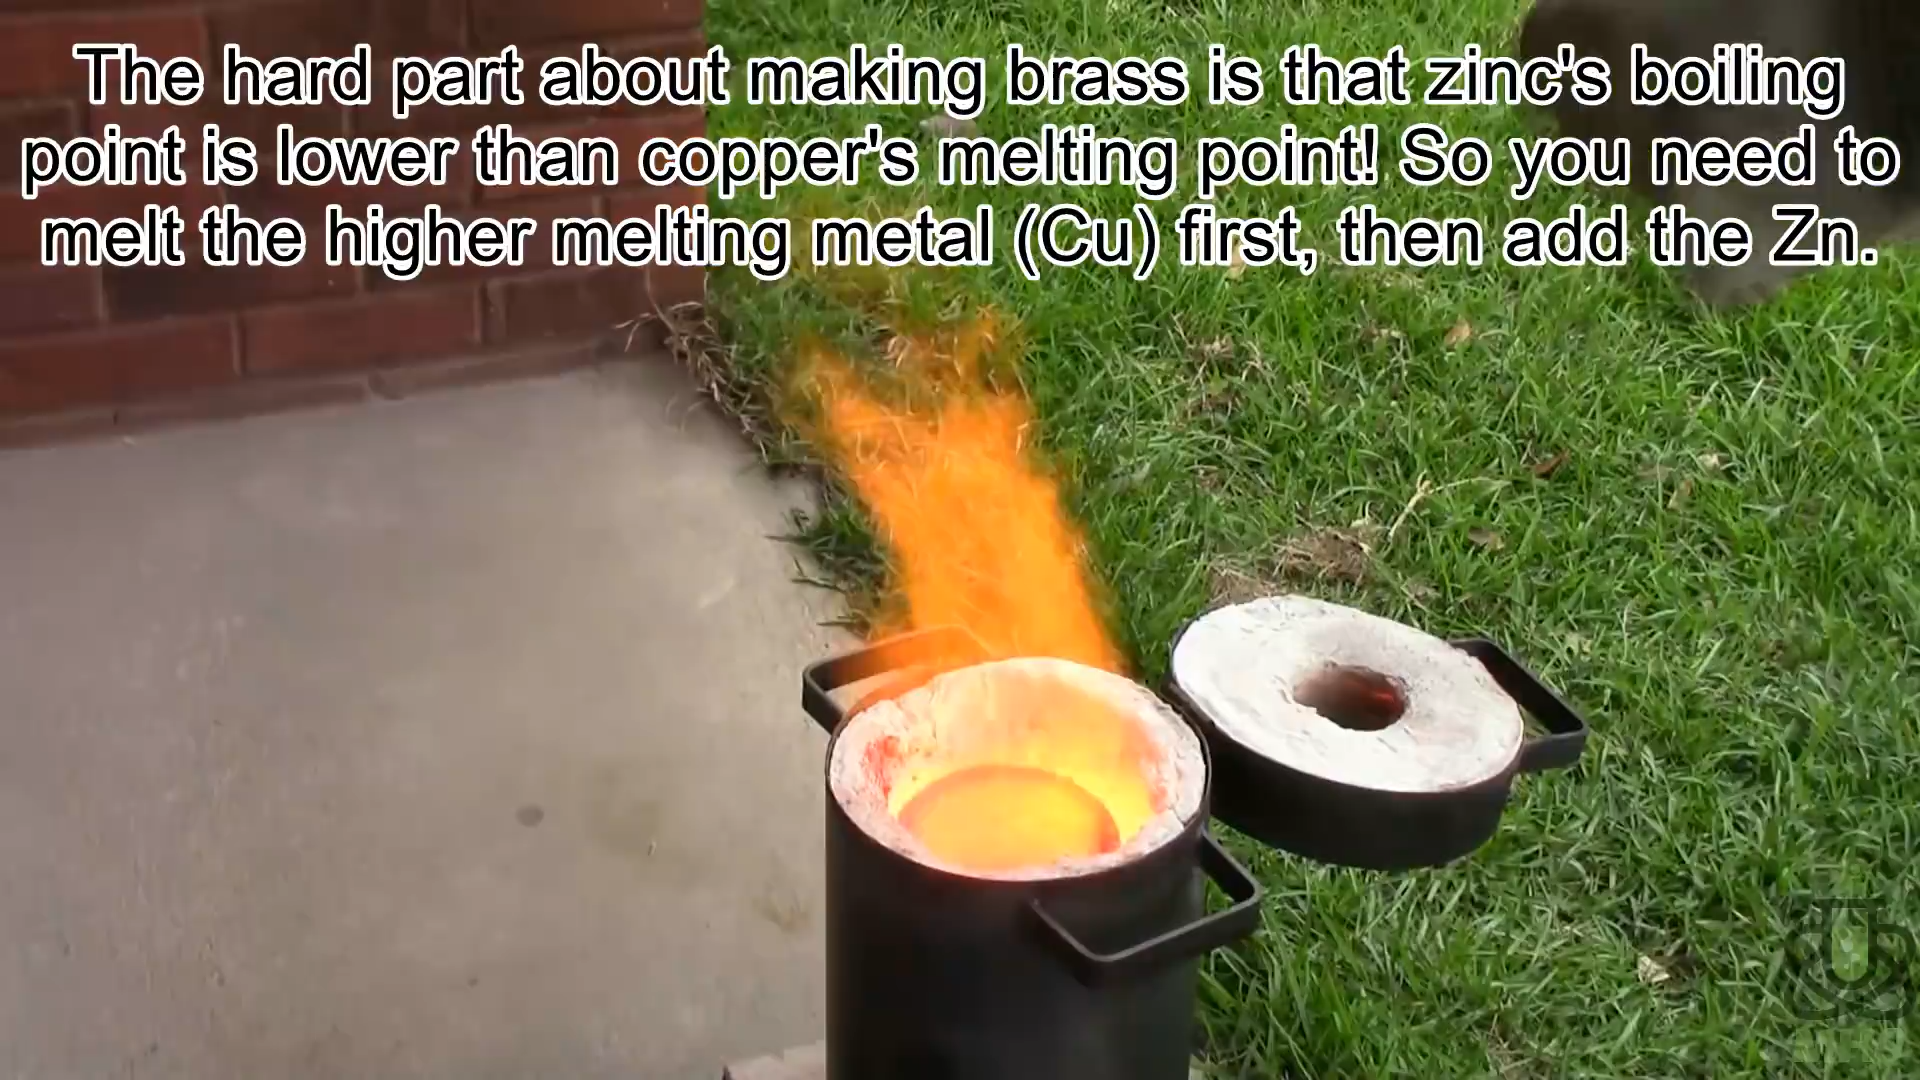 The hard part about making brass is that zinc's boiling
point is lower than copper's melting point! So you need to
melt the higher melting metal (Cu) first, then add the Zn.